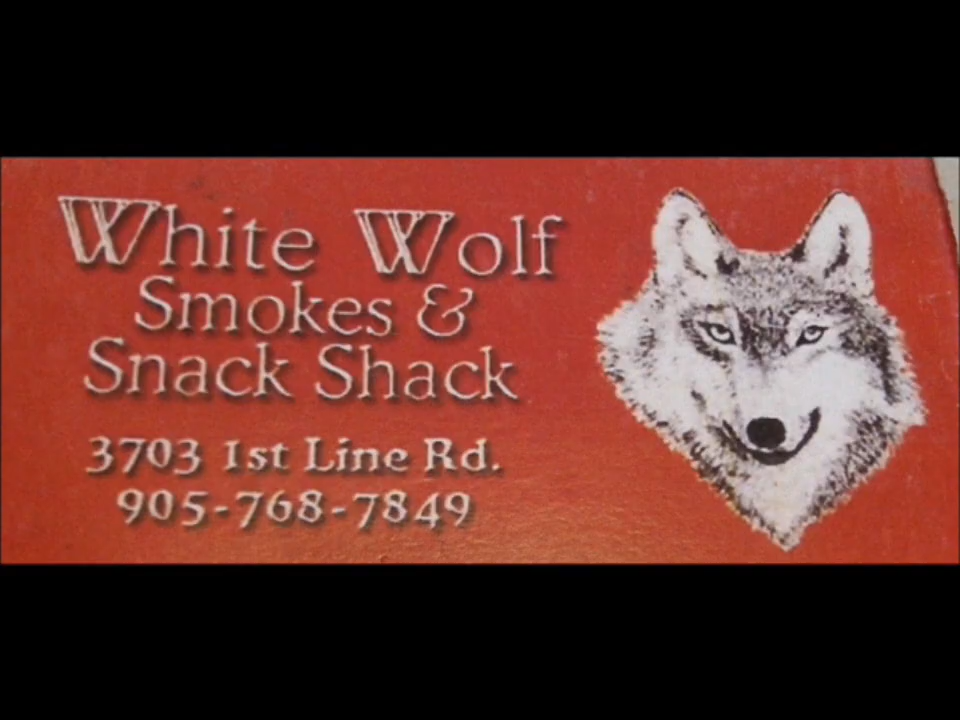 White Wolf
Smokes &
Snack Shack
3703 1st Line Rd.
905-768-7849